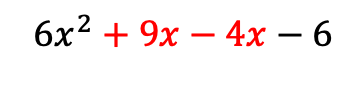 6x² + 9x − 4x − 6